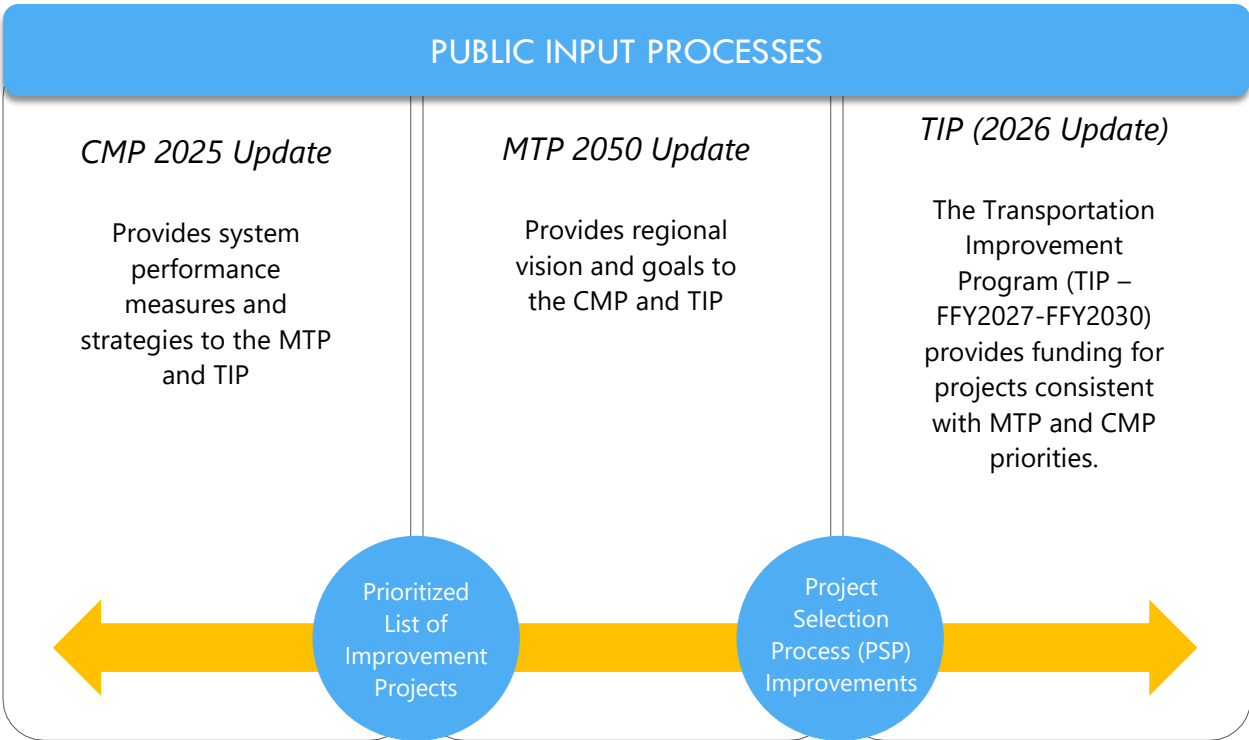 PUBLIC INPUT PROCESSES
CMP 2025 Update
Provides system
performance
measures and
strategies to the MTP
and TIP
MTP 2050 Update
Provides regional
vision and goals to
the CMP and TIP
TIP (2026 Update)
The Transportation
Improvement
Program (TIP –
FFY2027-FFY2030)
provides funding for
projects consistent
with MTP and CMP
priorities.
Prioritized
List of
Improvement
Projects
Project
Selection
Process (PSP)
Improvements